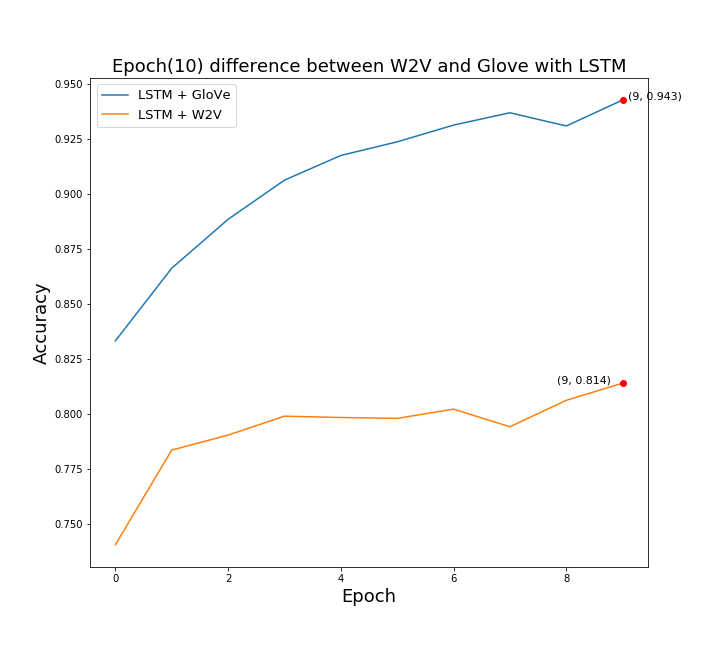 Epoch(10) difference between W2V and Glove with LSTM
0.950
LSTM + GloVe
(9, 0.943)
LSTM + W2V
0.925
0.900
0.875
0.850
Accuracy
0.825
(9, 0.814)
0.800
0.775
0.750
0 2 4 6 8
Epoch